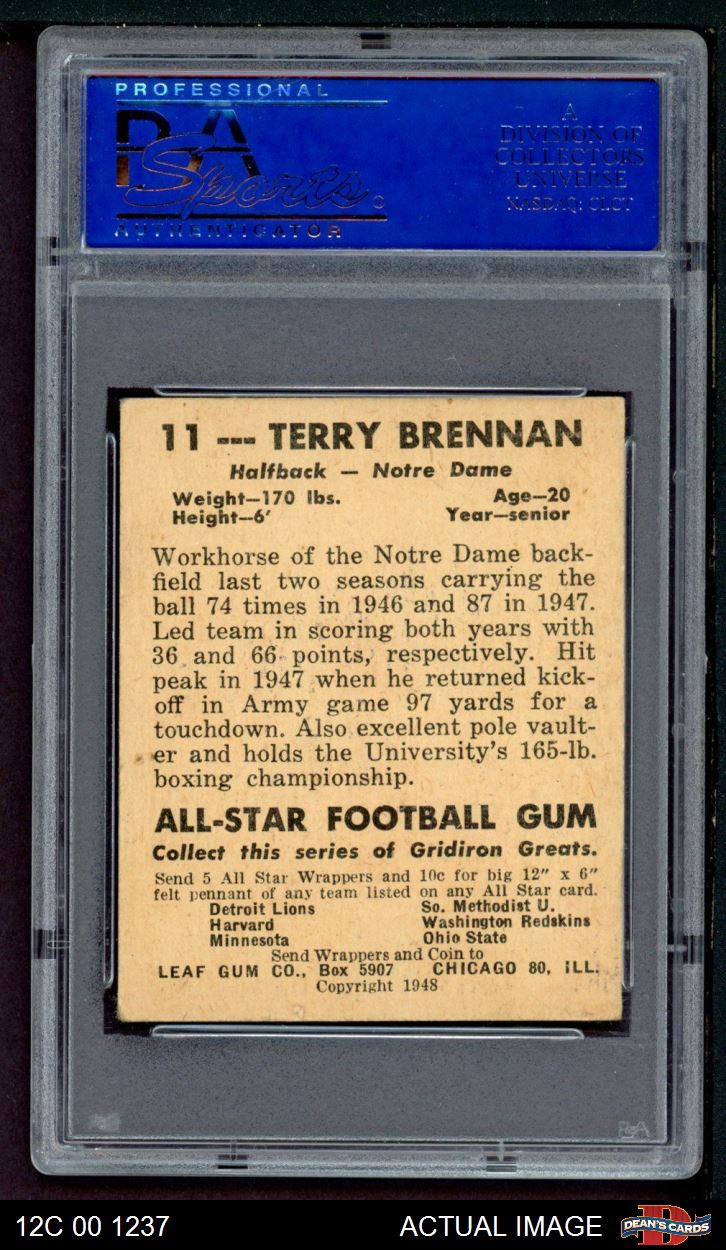 PROFESSIONAL
PSA
Sports
AUTHENTICATOR
A
DIVISION OF
COLLECTORS
UNIVERSE
NASDAQ: CLCT
11 --- TERRY BRENNAN
Halfback — Notre Dame
Weight—170 lbs. Age—20
Height—6' Year—senior
Workhorse of the Notre Dame back-
field last two seasons carrying the
ball 74 times in 1946 and 87 in 1947.
Led team in scoring both years with
36 and 66 points, respectively. Hit
peak in 1947 when he returned kick-
off in Army game 97 yards for a
touchdown. Also excellent pole vault-
er and holds the University's 165-lb.
boxing championship.
ALL-STAR FOOTBALL GUM
Collect this series of Gridiron Greats.
Send 5 All Star Wrappers and 10c for big 12" x 6"
felt pennant of any team listed on any All Star card.
Detroit Lions So. Methodist U.
Harvard Washington Redskins
Minnesota Ohio State
Send Wrappers and Coin to
LEAF GUM CO., Box 5907 CHICAGO 80, ILL.
Copyright 1948
PSA
12C 00 1237 ACTUAL IMAGE DEAN'S CARDS